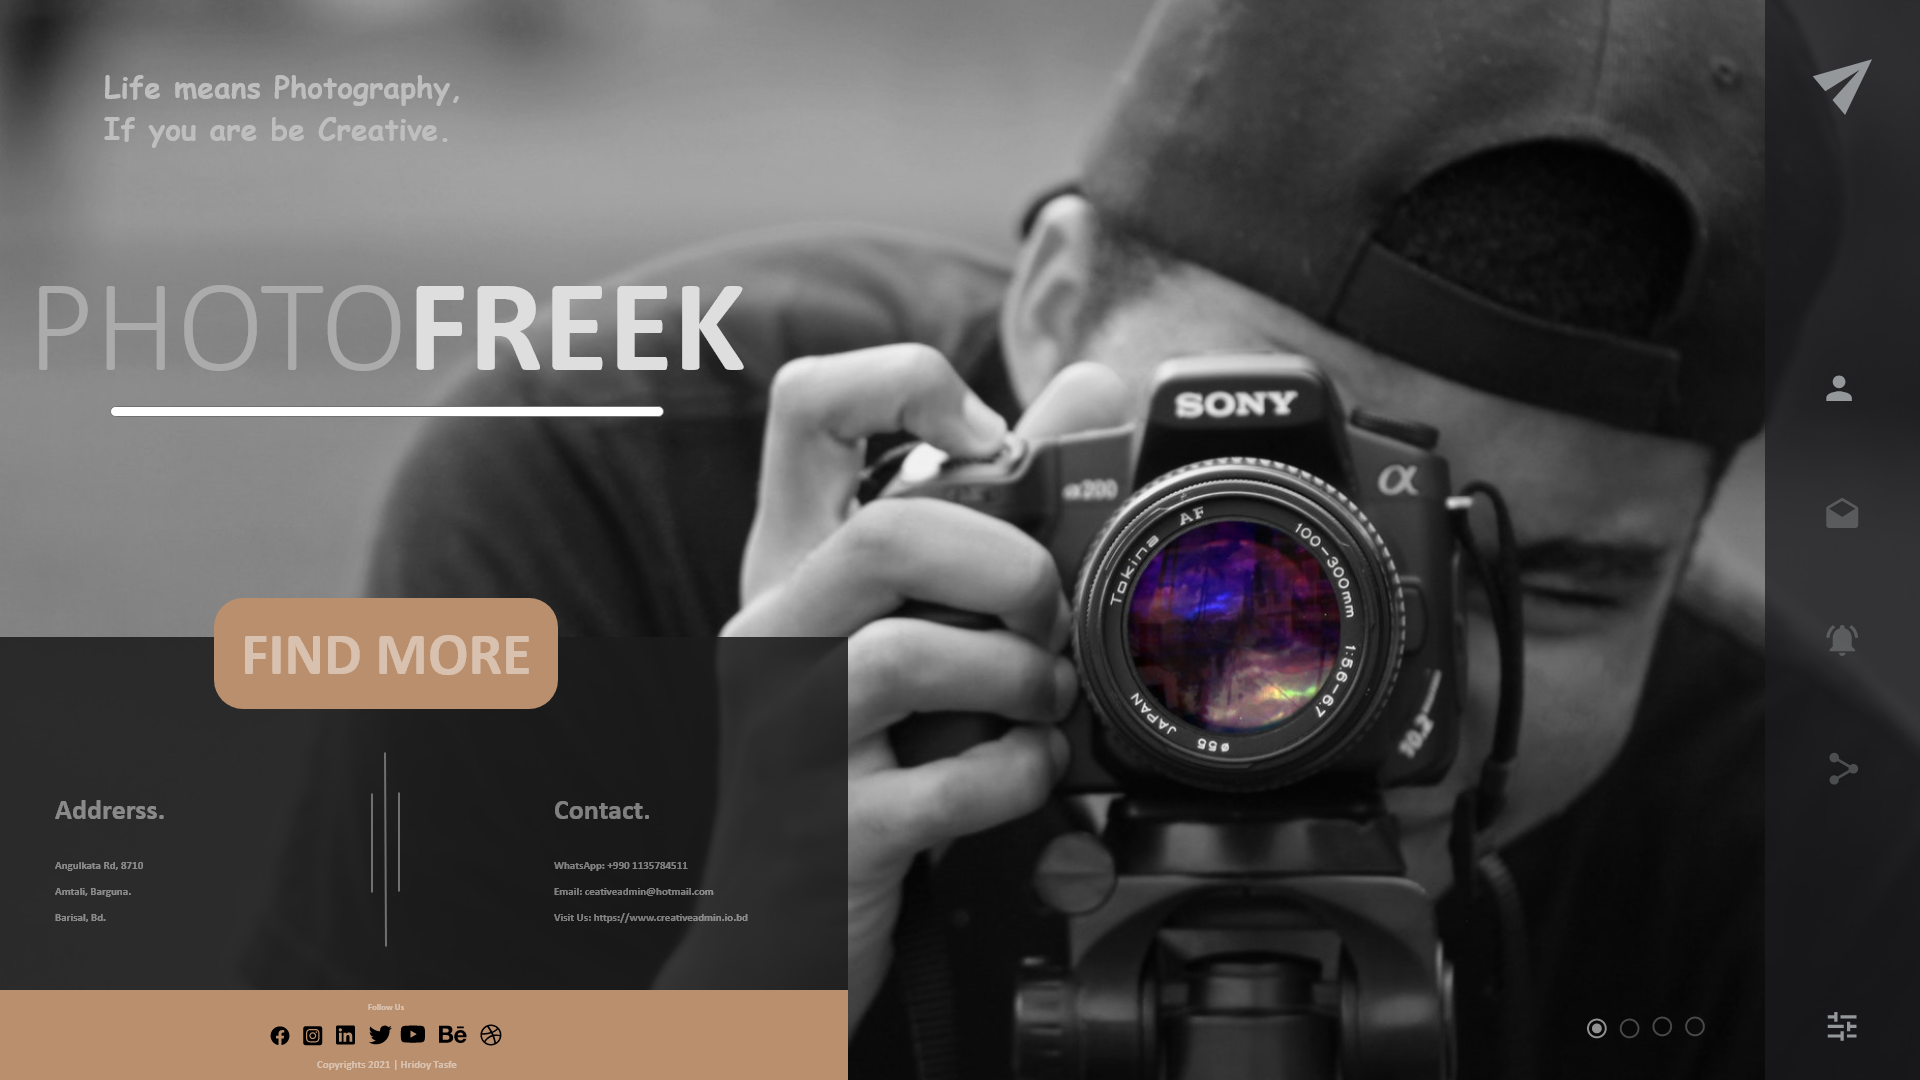 Life means Photography,
If you are be Creative.
PHOTOFREEK
FIND MORE
Addrerss.
Angulkata Rd, 8710
Amtali, Barguna.
Barisal, Bd.
Contact.
WhatsApp: +990 1135784511
Email: ceativeadmin@hotmail.com
Visit Us: https://www.creativeadmin.io.bd
Follow Us
Bē
Copyrights 2021 | Hridoy Tasfe
SONY
α200
α
AF
Tokina
100-300mm
1:5.6-6.7
ø55
JAPAN
10.2